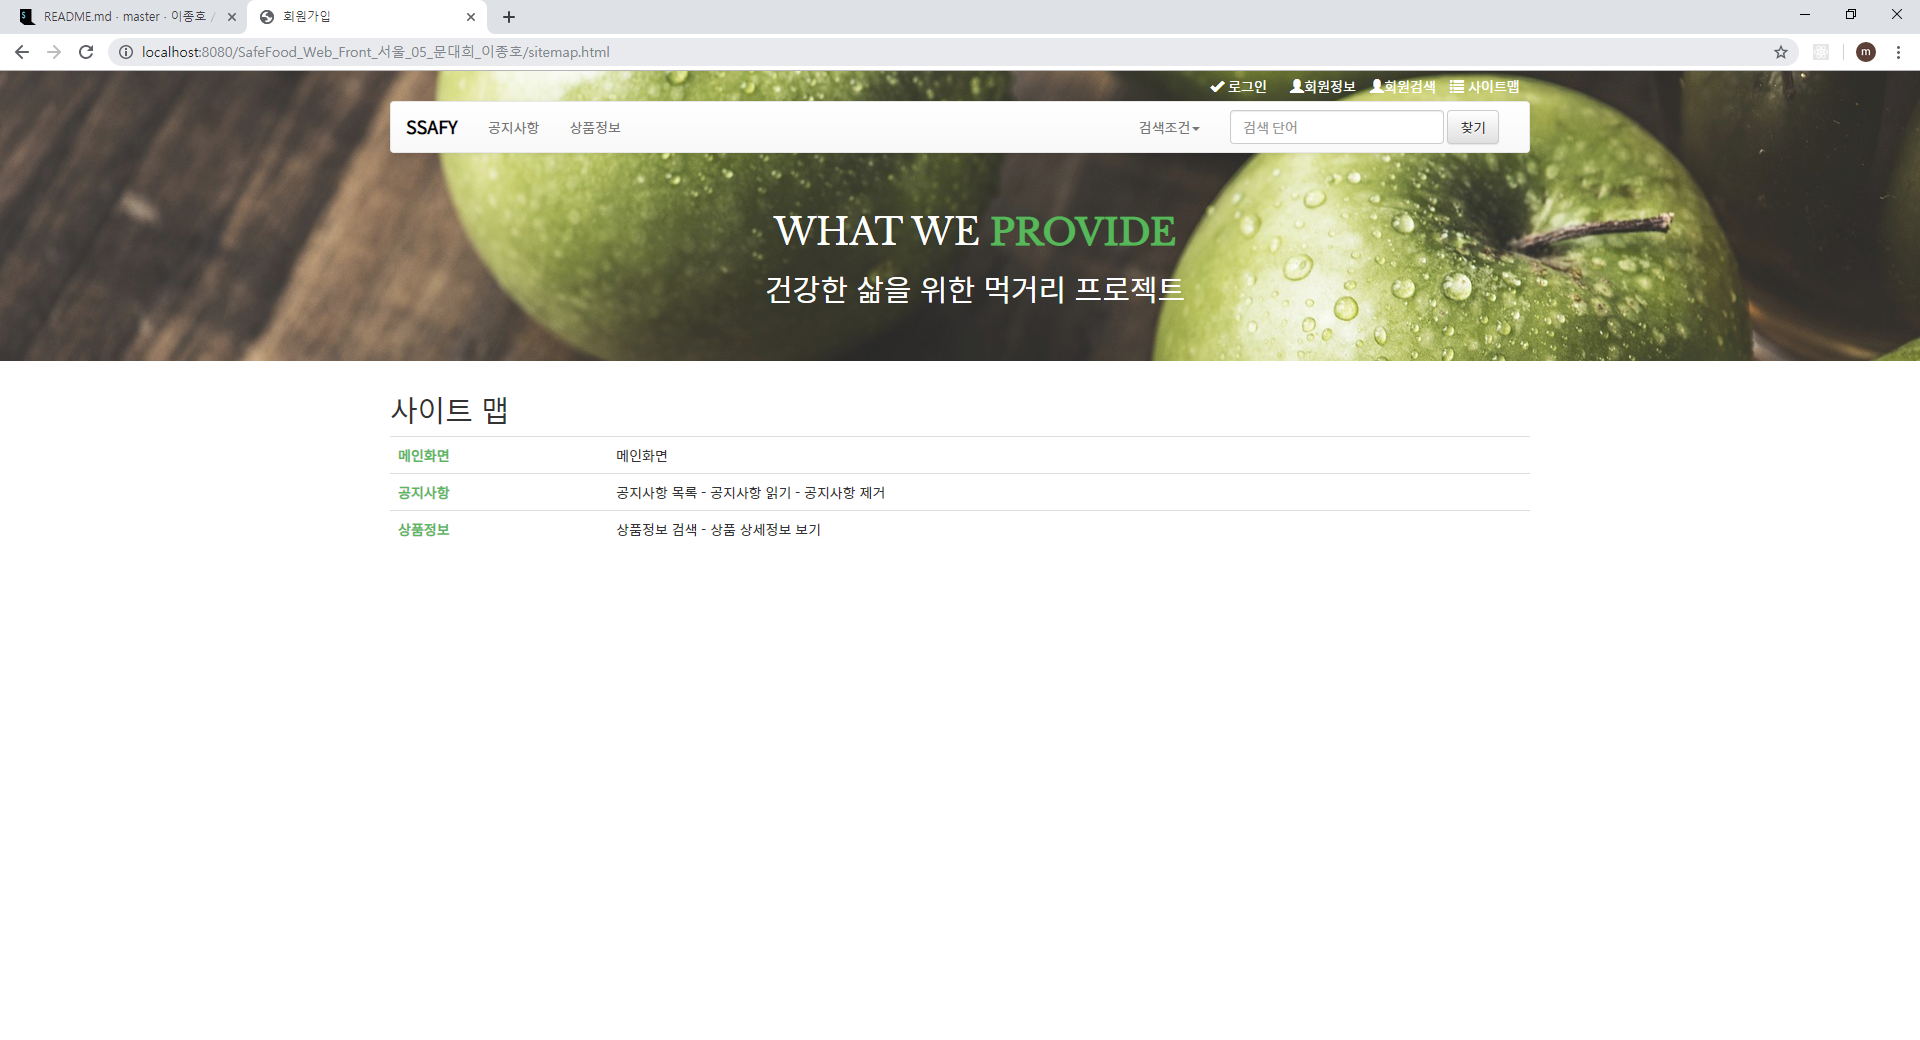 README.md · master · 이종호 /
회원가입
localhost:8080/SafeFood_Web_Front_서울_05_문대희_이종호/sitemap.html
m
로그인 회원정보 회원검색 사이트맵
SSAFY 공지사항 상품정보 검색조건 검색 단어 찾기
WHAT WE PROVIDE
건강한 삶을 위한 먹거리 프로젝트
사이트 맵
메인화면 메인화면
공지사항 공지사항 목록 - 공지사항 읽기 - 공지사항 제거
상품정보 상품정보 검색 - 상품 상세정보 보기